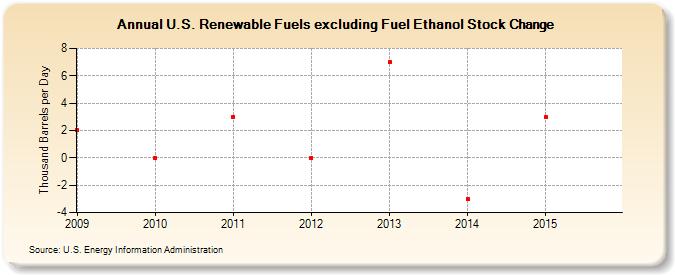 Annual U.S. Renewable Fuels excluding Fuel Ethanol Stock Change
Thousand Barrels per Day
8
6
4
2
0
-2
-4
2009 2010 2011 2012 2013 2014 2015
Source: U.S. Energy Information Administration